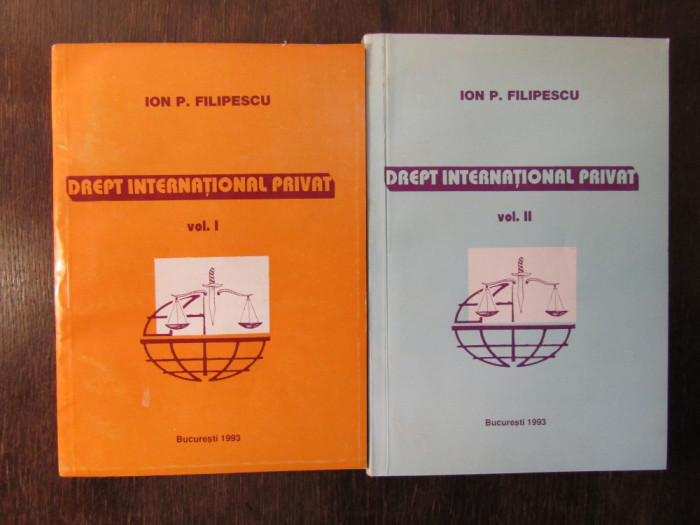 ION P. FILIPESCU
DREPT INTERNAȚIONAL PRIVAT
vol. I
București 1993
ION P. FILIPESCU
DREPT INTERNAȚIONAL PRIVAT
vol. II
București 1993